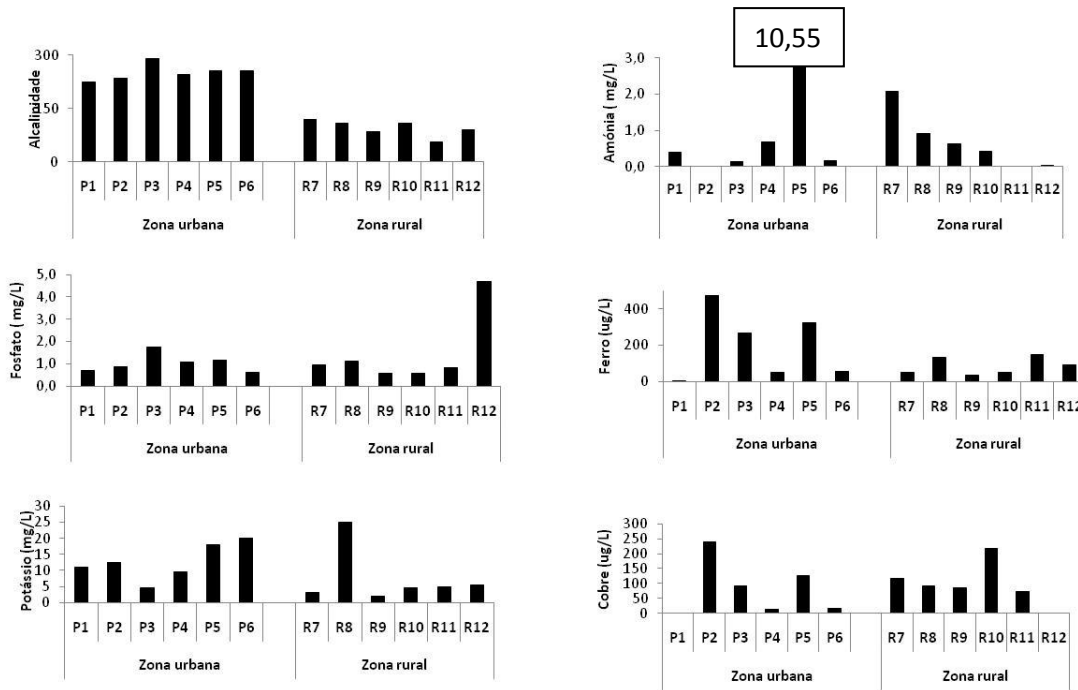 Alcalinidade
300
150
0
P1 P2 P3 P4 P5 P6 R7 R8 R9 R10 R11 R12
Zona urbana Zona rural
10,55
Amónia ( mg/L)
3,0
2,0
1,0
0,0
P1 P2 P3 P4 P5 P6 R7 R8 R9 R10 R11 R12
Zona urbana Zona rural
Fosfato ( mg/L)
5,0
4,0
3,0
2,0
1,0
0,0
P1 P2 P3 P4 P5 P6 R7 R8 R9 R10 R11 R12
Zona urbana Zona rural
Ferro (ug/L)
400
200
0
P1 P2 P3 P4 P5 P6 R7 R8 R9 R10 R11 R12
Zona urbana Zona rural
Potássio (mg/L)
30
25
20
15
10
5
0
P1 P2 P3 P4 P5 P6 R7 R8 R9 R10 R11 R12
Zona urbana Zona rural
Cobre (ug/L)
300
250
200
150
100
50
0
P1 P2 P3 P4 P5 P6 R7 R8 R9 R10 R11 R12
Zona urbana Zona rural